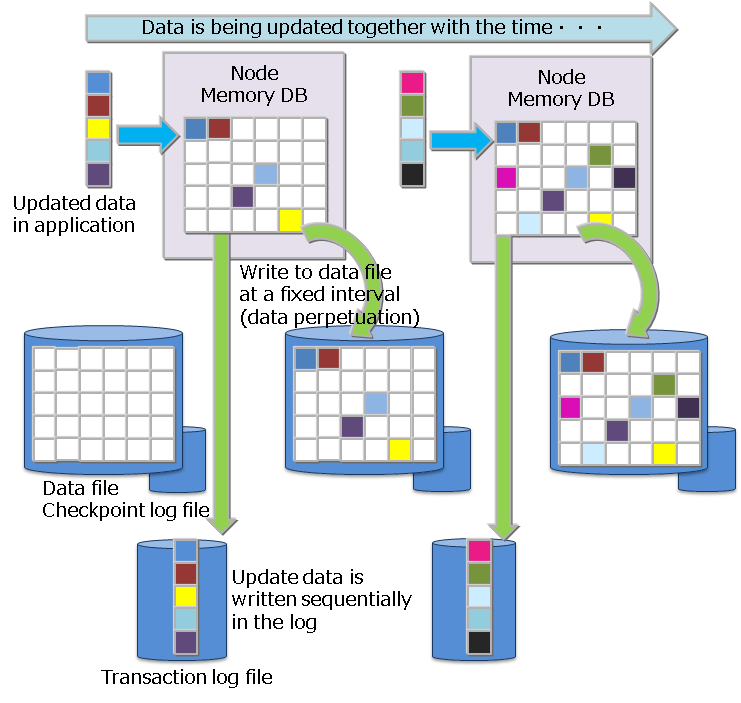 Data is being updated together with the time・・・
Node
Memory DB
Node
Memory DB
Updated data
in application
Write to data file
at a fixed interval
(data perpetuation)
Data file
Checkpoint log file
Update data is
written sequentially
in the log
Transaction log file